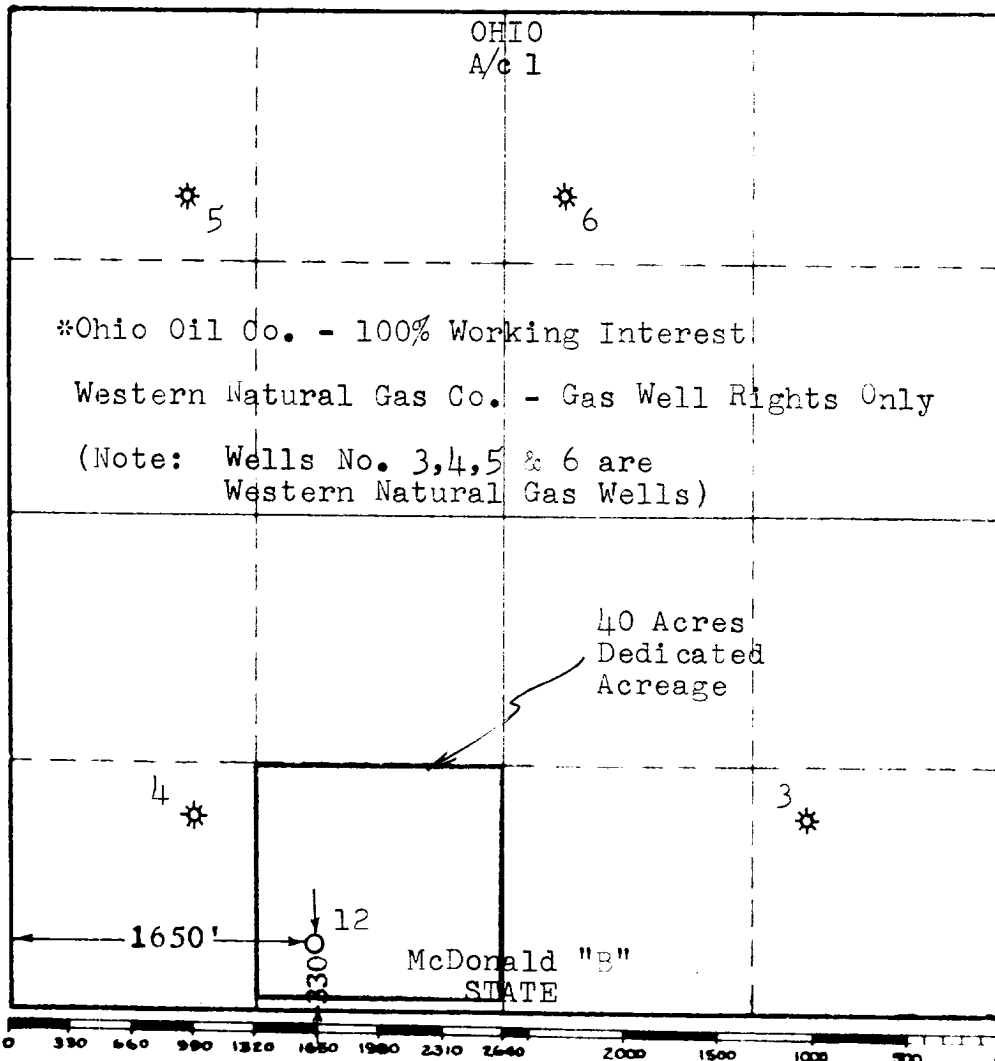 OHIO
A/c 1
5
6
*Ohio Oil Co. - 100% Working Interest
Western Natural Gas Co. - Gas Well Rights Only
(Note: Wells No. 3,4,5 & 6 are
Western Natural Gas Wells)
40 Acres
Dedicated
Acreage
4
3
12
1650'
330
McDonald "B"
STATE
0 330 660 990 1320 1650 1980 2310 2640 2000 1500 1000 500